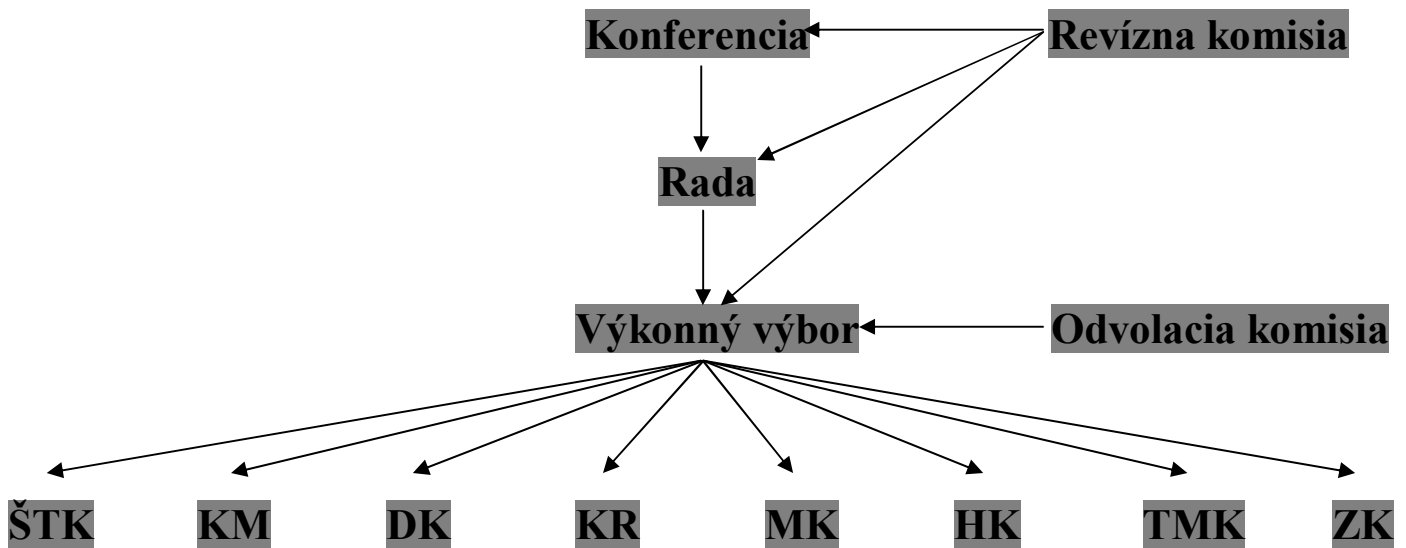 Konferencia Revízna komisia
Rada
Výkonný výbor Odvolacia komisia
ŠTK KM DK KR MK HK TMK ZK